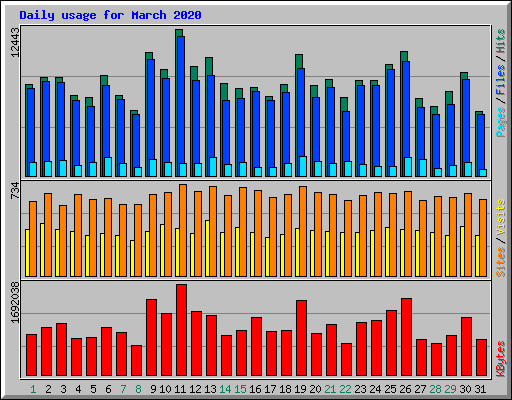 Daily usage for March 2020
12443
Pages / Files / Hits
734
Sites / Visits
1692038
KBytes
1 2 3 4 5 6 7 8 9 10 11 12 13 14 15 16 17 18 19 20 21 22 23 24 25 26 27 28 29 30 31